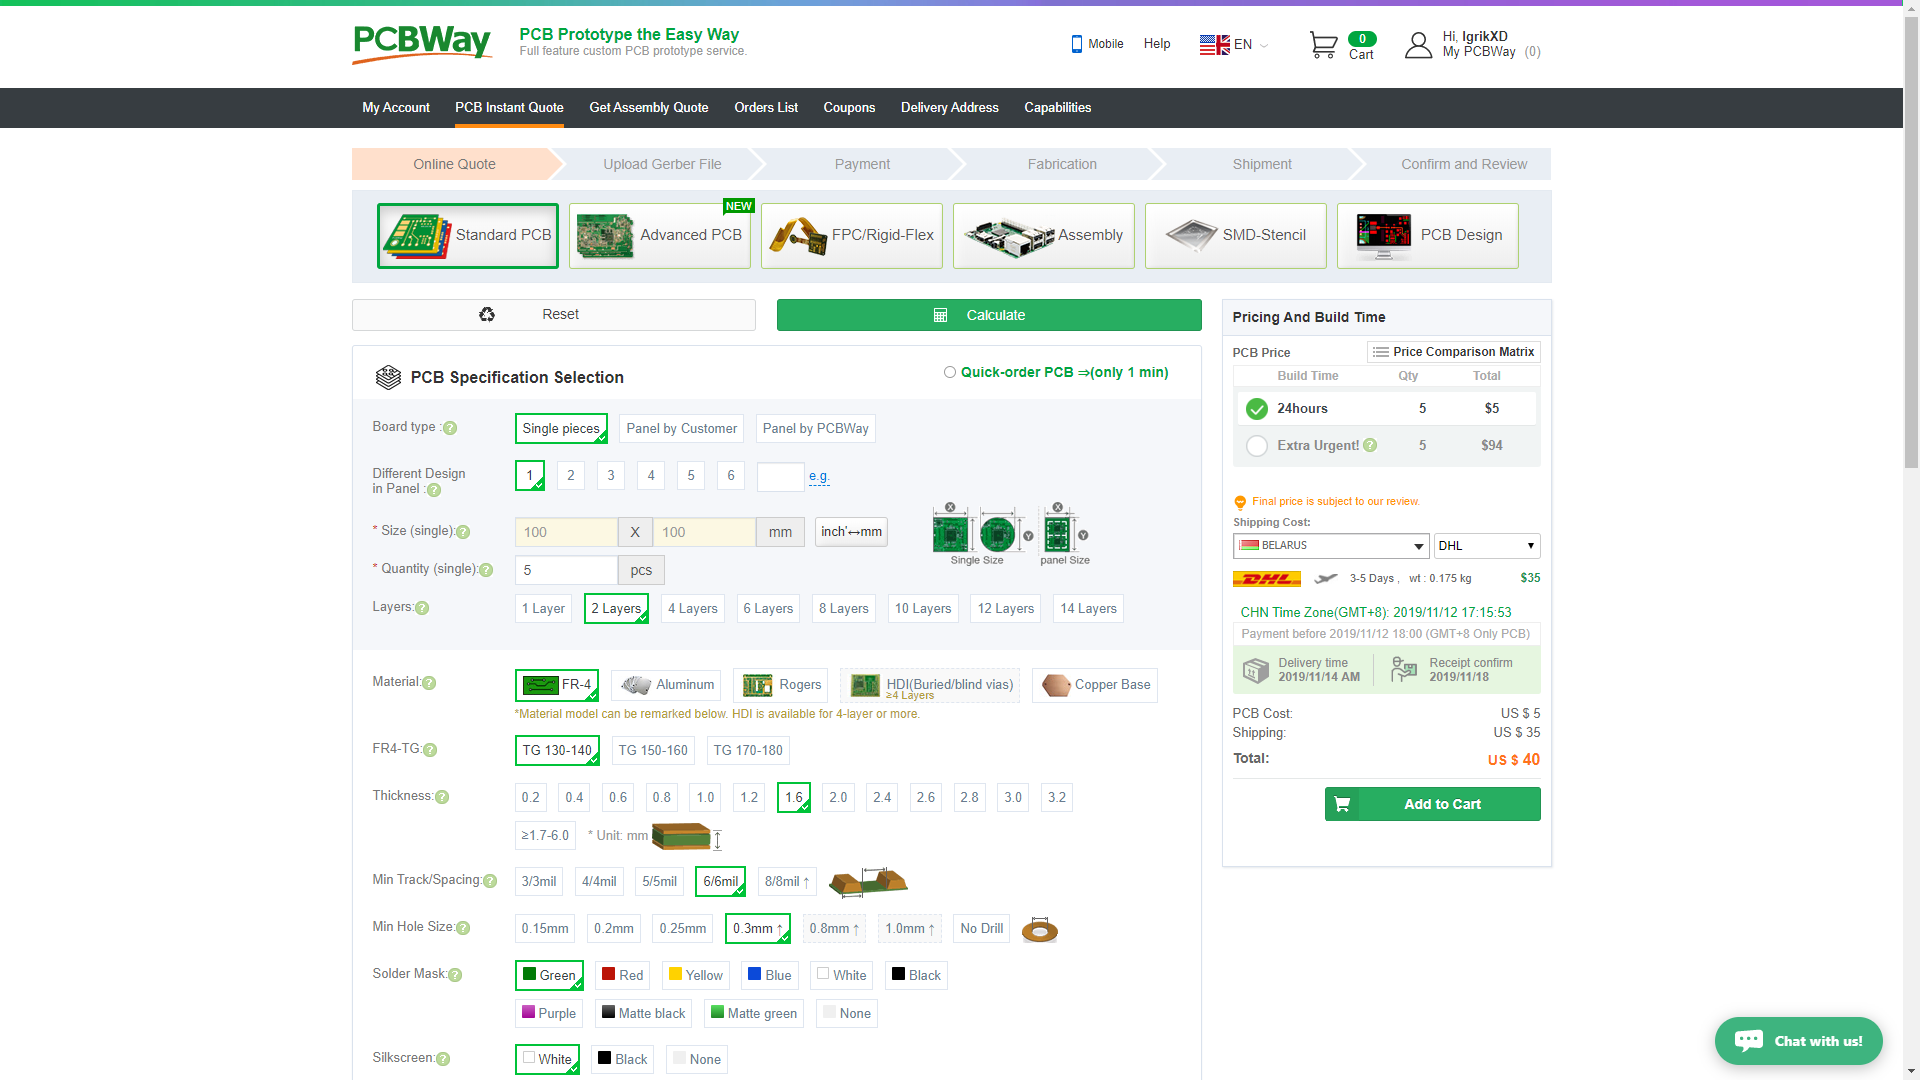 PCBWay
PCB Prototype the Easy Way
Full feature custom PCB prototype service.
Mobile
Help
EN
0
Cart
Hi, IgrikXD
My PCBWay (0)
My Account
PCB Instant Quote
Get Assembly Quote
Orders List
Coupons
Delivery Address
Capabilities
Online Quote
Upload Gerber File
Payment
Fabrication
Shipment
Confirm and Review
Standard PCB
NEW
Advanced PCB
FPC/Rigid-Flex
Assembly
SMD-Stencil
PCB Design
Reset
Calculate
PCB Specification Selection
Quick-order PCB ⇒(only 1 min)
Board type :?
Single pieces
Panel by Customer
Panel by PCBWay
Different Design
in Panel :?
1 2 3 4 5 6 e.g.
* Size (single):?
100 X 100 mm
inch'↔mm
X X
Y Y
Single Size
panel Size
* Quantity (single):?
5 pcs
Layers:?
1 Layer
2 Layers
4 Layers
6 Layers
8 Layers
10 Layers
12 Layers
14 Layers
Material:?
FR-4
Aluminum
Rogers
HDI(Buried/blind vias)
≥4 Layers
Copper Base
*Material model can be remarked below. HDI is available for 4-layer or more.
FR4-TG:?
TG 130-140
TG 150-160
TG 170-180
Thickness:?
0.2 0.4 0.6 0.8 1.0 1.2 1.6 2.0 2.4 2.6 2.8 3.0 3.2
≥1.7-6.0 * Unit: mm
Min Track/Spacing:?
3/3mil 4/4mil 5/5mil 6/6mil 8/8mil ↑
Min Hole Size:?
0.15mm 0.2mm 0.25mm 0.3mm ↑ 0.8mm ↑ 1.0mm ↑ No Drill
Solder Mask:?
Green Red Yellow Blue White Black
Purple Matte black Matte green None
Silkscreen:?
White Black None
Pricing And Build Time
PCB Price
Price Comparison Matrix
Build Time Qty Total
24hours 5 $5
Extra Urgent! ? 5 $94
Final price is subject to our review.
Shipping Cost:
BELARUS
DHL
DHL 3-5 Days , wt : 0.175 kg $35
CHN Time Zone(GMT+8): 2019/11/12 17:15:53
Payment before 2019/11/12 18:00 (GMT+8 Only PCB)
Delivery time
2019/11/14 AM
Receipt confirm
2019/11/18
PCB Cost: US $ 5
Shipping: US $ 35
Total: US $ 40
Add to Cart
Chat with us!